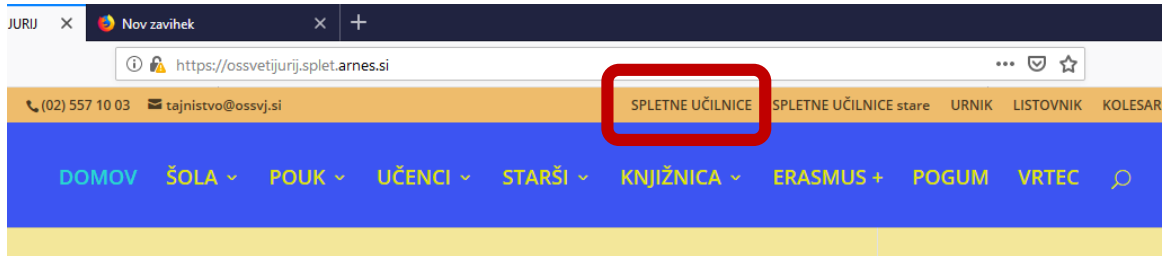 JURIJ Nov zavihek
https://ossvetijurij.splet.arnes.si
(02) 557 10 03 tajnistvo@ossvj.si SPLETNE UČILNICE SPLETNE UČILNICE stare URNIK LISTOVNIK KOLESAR
DOMOV ŠOLA POUK UČENCI STARŠI KNJIŽNICA ERASMUS + POGUM VRTEC